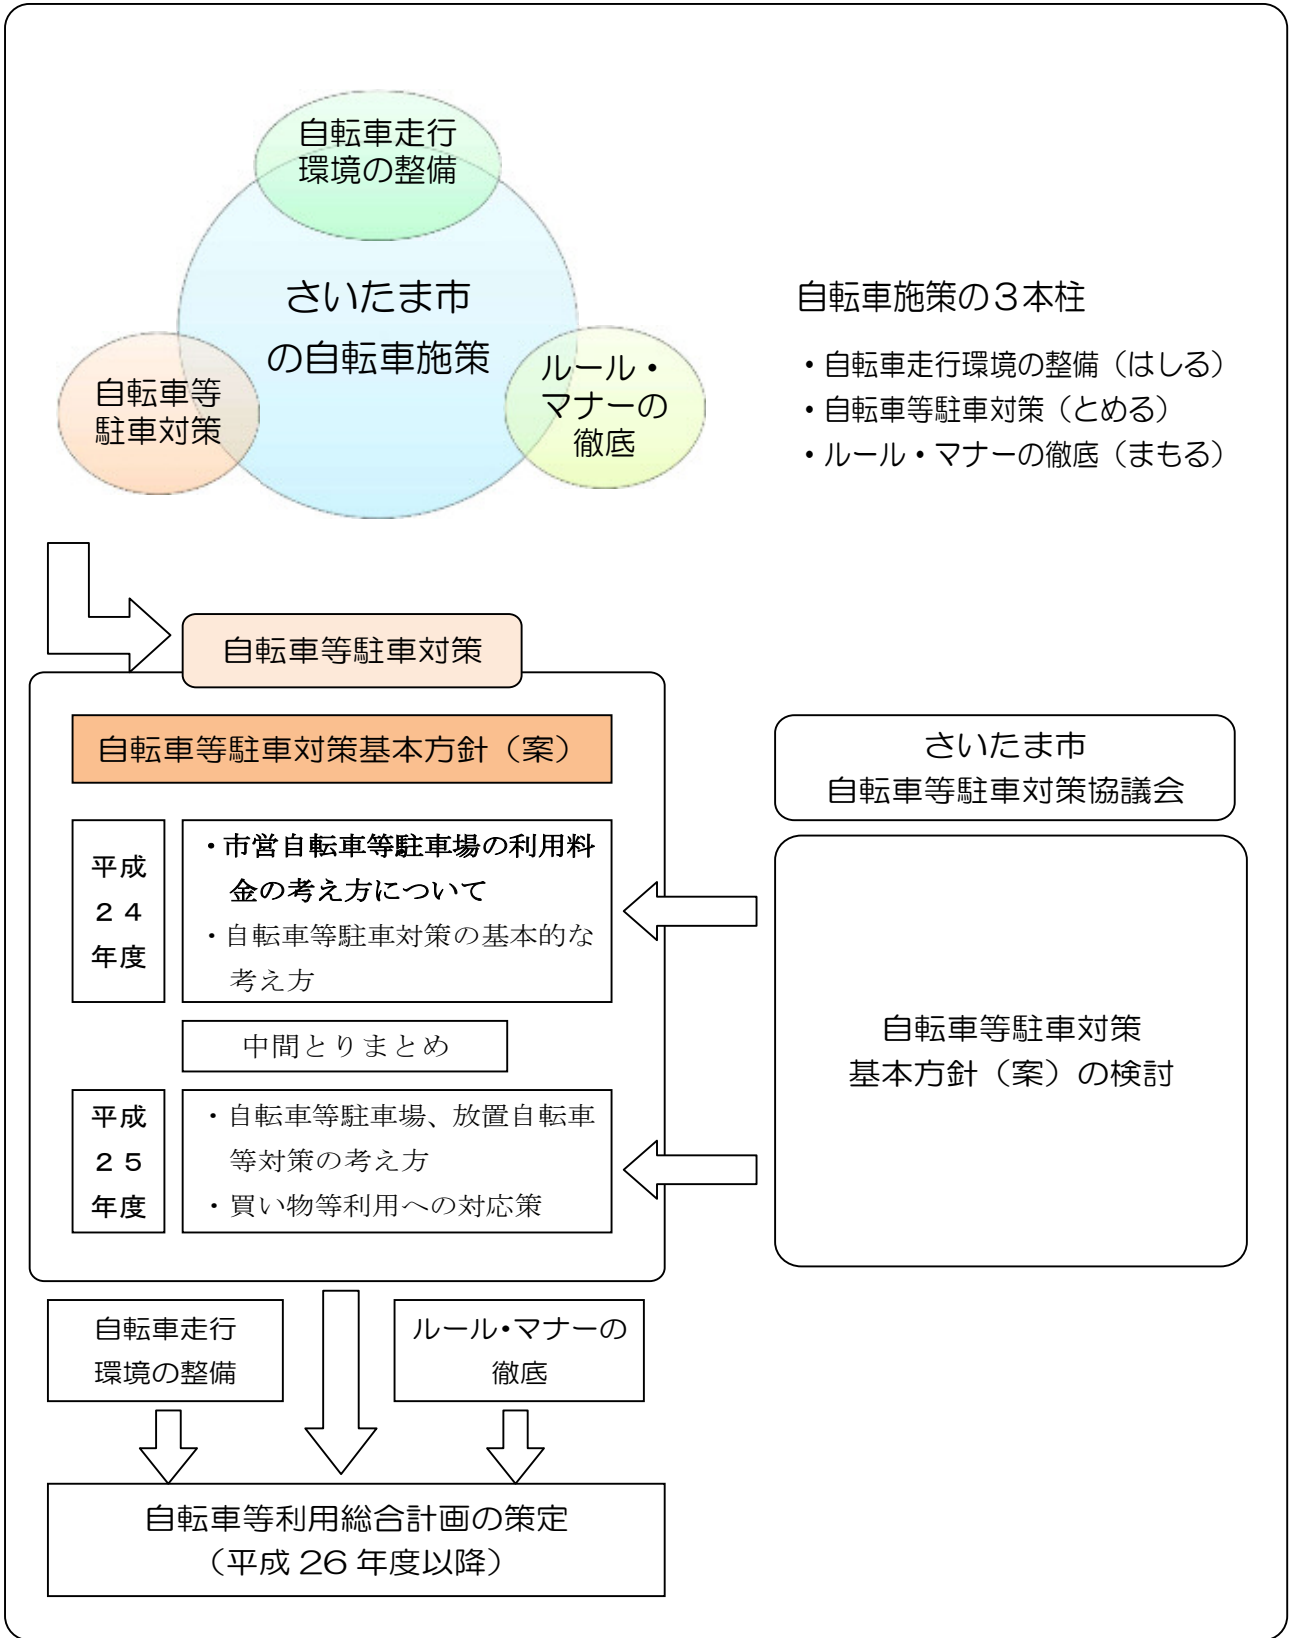 自転車走行
環境の整備
さいたま市
の自転車施策
自転車等
駐車対策
ルール・
マナーの
徹底
自転車施策の3本柱
・自転車走行環境の整備（はしる）
・自転車等駐車対策（とめる）
・ルール・マナーの徹底（まもる）
自転車等駐車対策
自転車等駐車対策基本方針（案）
平成
２４
年度
・市営自転車等駐車場の利用料
金の考え方について
・自転車等駐車対策の基本的な
考え方
中間とりまとめ
平成
２５
年度
・自転車等駐車場、放置自転車
等対策の考え方
・買い物等利用への対応策
さいたま市
自転車等駐車対策協議会
自転車等駐車対策
基本方針（案）の検討
自転車走行
環境の整備
ルール・マナーの
徹底
自転車等利用総合計画の策定
（平成 26 年度以降）